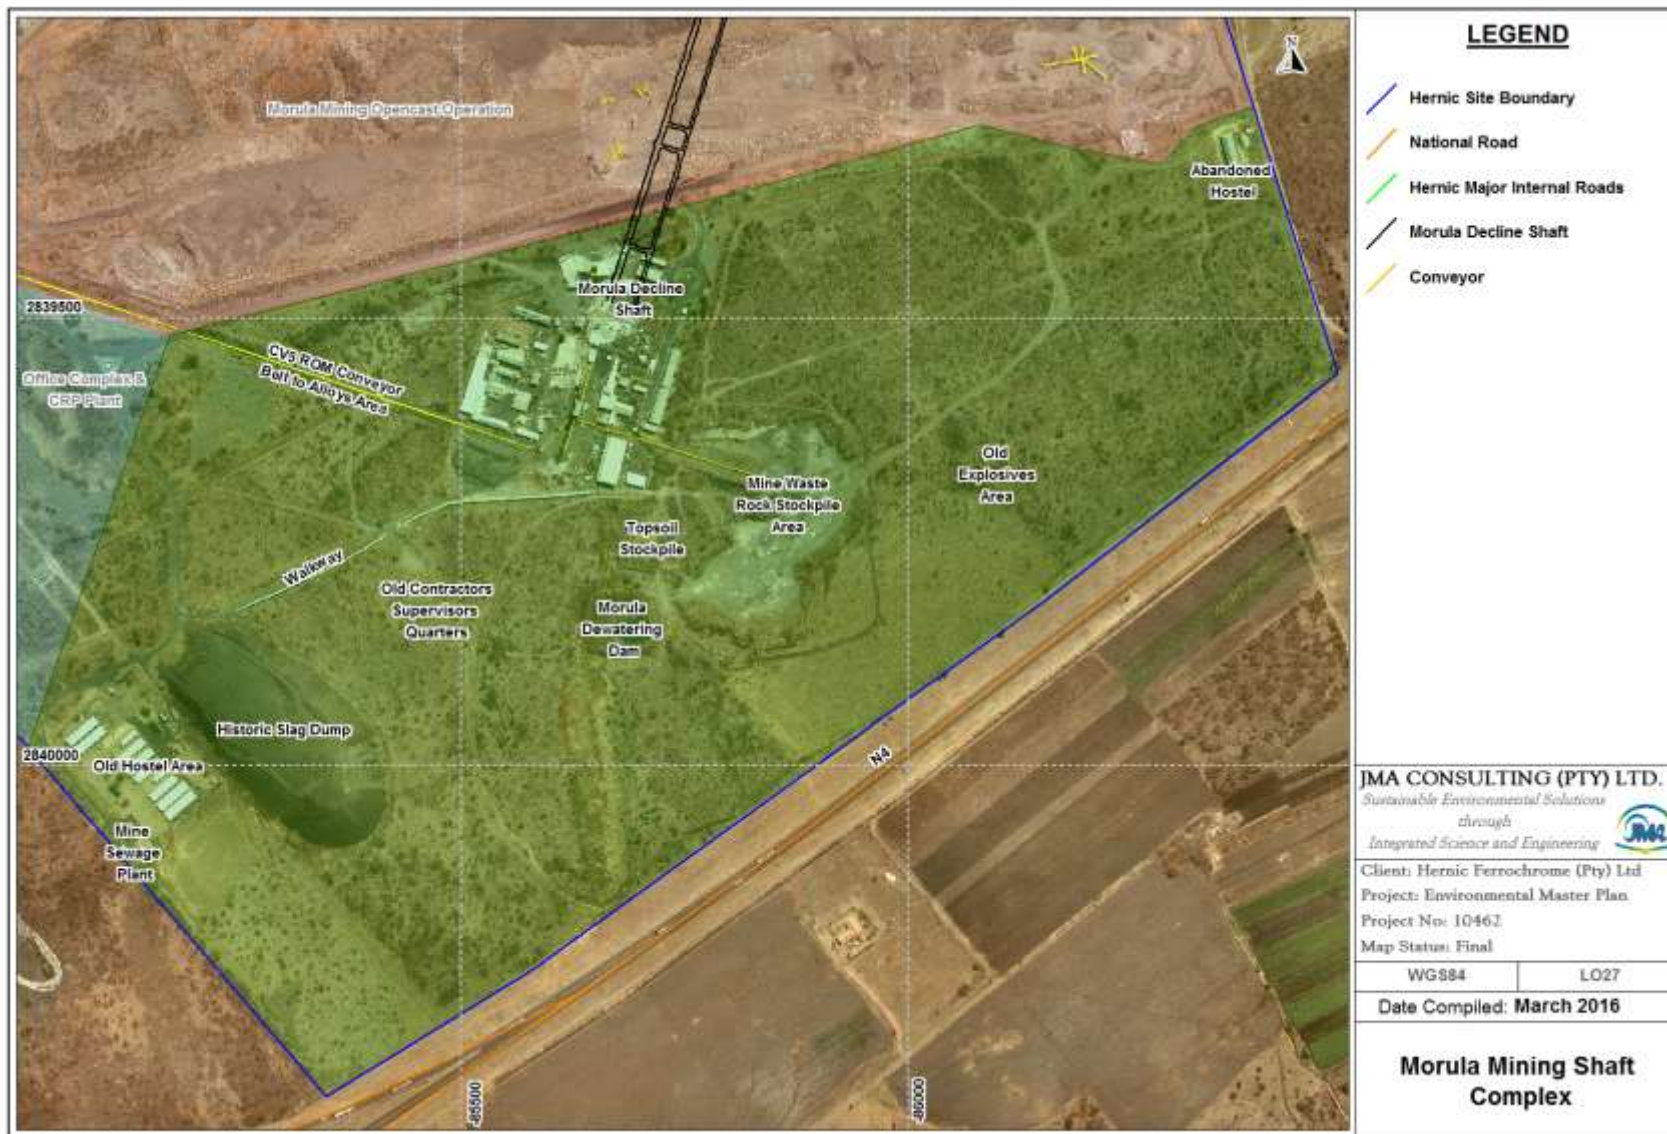 N
Morula Mining Opencast Operation
Abandoned
Hostel
Morula Decline
Shaft
2839500
CV5 ROM Conveyor
Belt to Alloys Area
Office Complex &
CRP Plant
Old
Explosives
Area
Mine Waste
Rock Stockpile
Area
Topsoil
Stockpile
Walkway
Old Contractors
Supervisors
Quarters
Morula
Dewatering
Dam
Historic Slag Dump
N4
2840000
Old Hostel Area
Mine
Sewage
Plant
-85500
-86000
LEGEND
Hernic Site Boundary
National Road
Hernic Major Internal Roads
Morula Decline Shaft
Conveyor
JMA CONSULTING (PTY) LTD.
Sustainable Environmental Solutions
through
Integrated Science and Engineering
JMA
Client: Hernic Ferrochrome (Pty) Ltd
Project: Environmental Master Plan
Project No: 10462
Map Status: Final
WGS84 LO27
Date Compiled: March 2016
Morula Mining Shaft
Complex